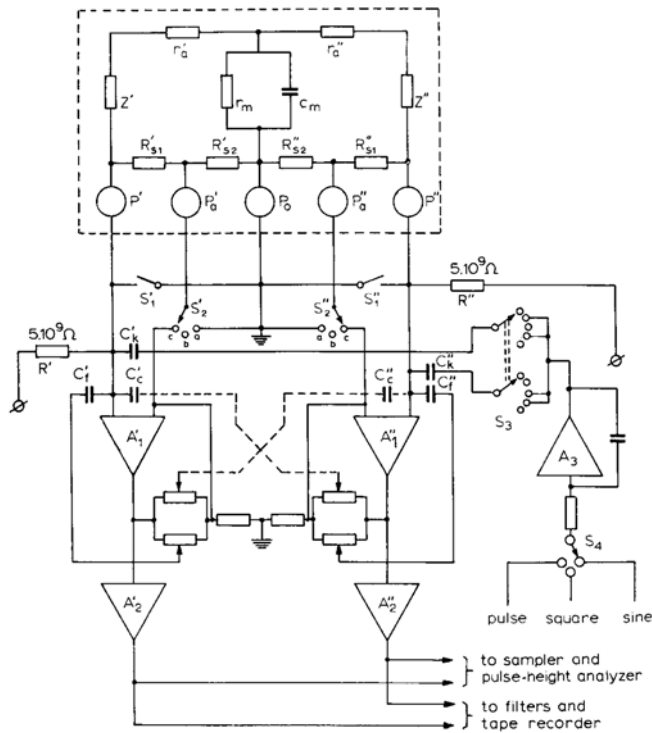 r'a r"a
Z' rm cm Z"
R's1 R's2 R"s2 R"s1
P' P'a Po P"a P"
S'1 S'2 S"2 S"1 5.10⁹Ω
R"
c b a a b c
5.10⁹Ω C'k
R' C"k
C'f C'c C"c C"f
S3
A'1 A"1 A3
S4
A'2 A"2
pulse square sine
to sampler and
pulse-height analyzer
to filters and
tape recorder